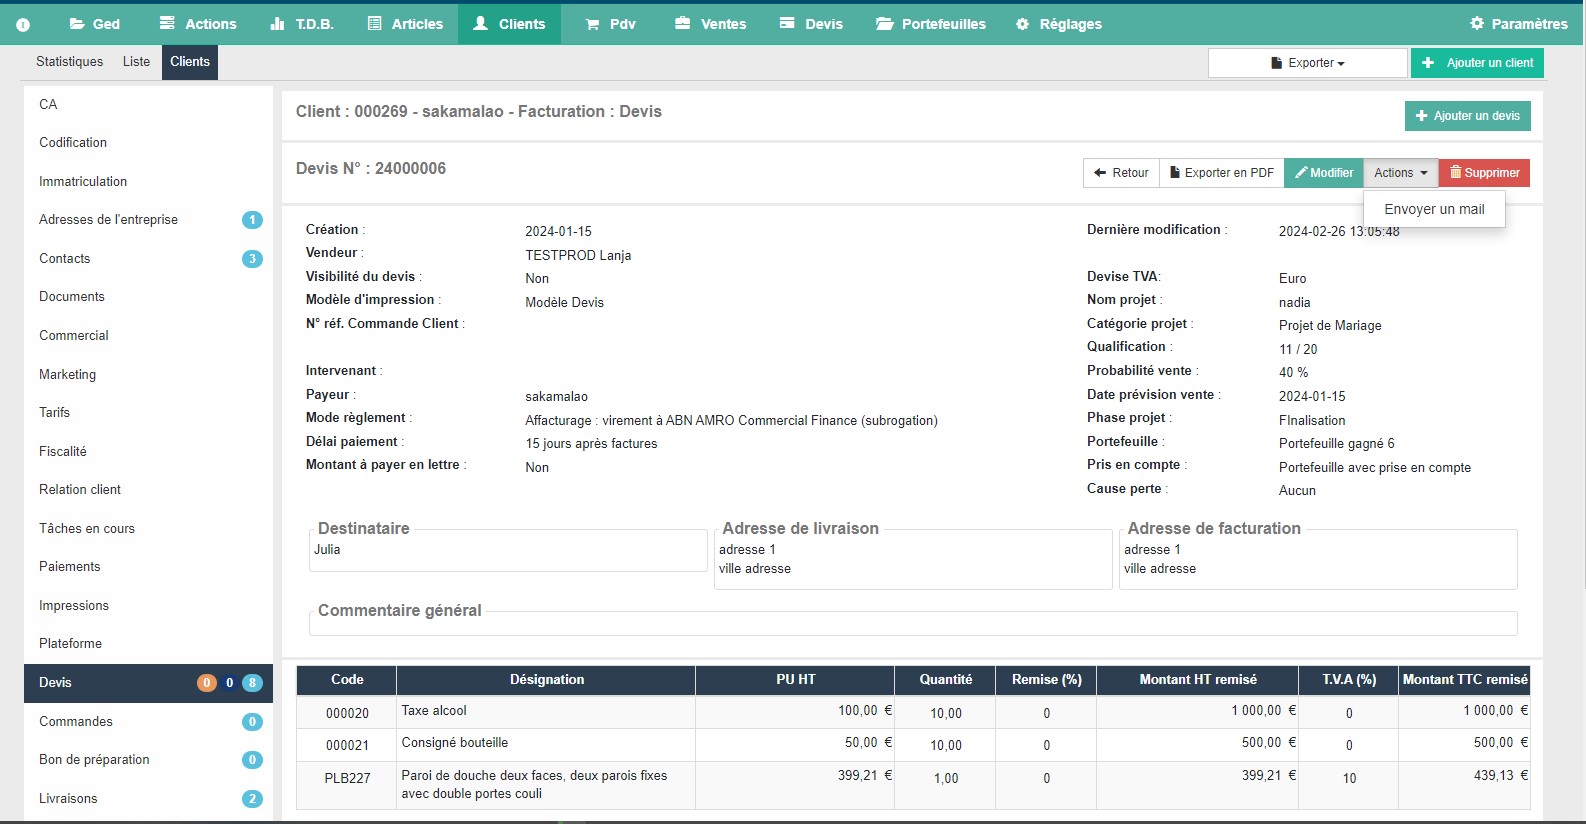 Ged Actions T.D.B. Articles Clients Pdv Ventes Devis Portefeuilles Réglages Paramètres
Statistiques Liste Clients Exporter Ajouter un client
CA
Codification
Immatriculation
Adresses de l'entreprise 1
Contacts 3
Documents
Commercial
Marketing
Tarifs
Fiscalité
Relation client
Tâches en cours
Paiements
Impressions
Plateforme
Devis 0 0 8
Commandes 0
Bon de préparation 0
Livraisons 2
Client : 000269 - sakamalao - Facturation : Devis Ajouter un devis
Devis N° : 24000006 Retour Exporter en PDF Modifier Actions Supprimer
Envoyer un mail
Création : 2024-01-15
Vendeur : TESTPROD Lanja
Visibilité du devis : Non
Modèle d'impression : Modèle Devis
N° réf. Commande Client :
Intervenant :
Payeur : sakamalao
Mode règlement : Affacturage : virement à ABN AMRO Commercial Finance (subrogation)
Délai paiement : 15 jours après factures
Montant à payer en lettre : Non
Dernière modification : 2024-02-26 13:05:48
Devise TVA: Euro
Nom projet : nadia
Catégorie projet : Projet de Mariage
Qualification : 11 / 20
Probabilité vente : 40 %
Date prévision vente : 2024-01-15
Phase projet : FInalisation
Portefeuille : Portefeuille gagné 6
Pris en compte : Portefeuille avec prise en compte
Cause perte : Aucun
Destinataire
Julia
Adresse de livraison
adresse 1
ville adresse
Adresse de facturation
adresse 1
ville adresse
Commentaire général
Code Désignation PU HT Quantité Remise (%) Montant HT remisé T.V.A (%) Montant TTC remisé
000020 Taxe alcool 100,00 € 10,00 0 1 000,00 € 0 1 000,00 €
000021 Consigné bouteille 50,00 € 10,00 0 500,00 € 0 500,00 €
PLB227 Paroi de douche deux faces, deux parois fixes 399,21 € 1,00 0 399,21 € 10 439,13 €
avec double portes couli